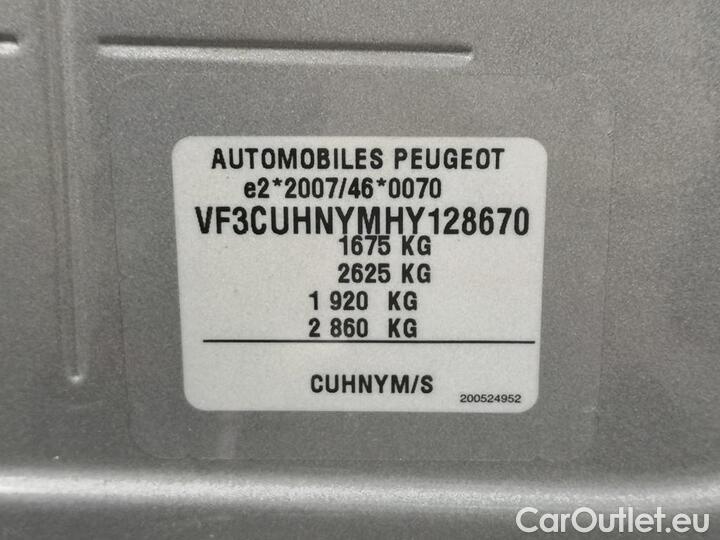 AUTOMOBILES PEUGEOT
e2*2007/46*0070
VF3CUHNYMHY128670
1675 KG
2625 KG
1 920 KG
2 860 KG
CUHNYM/S
200524952
CarOutlet.eu